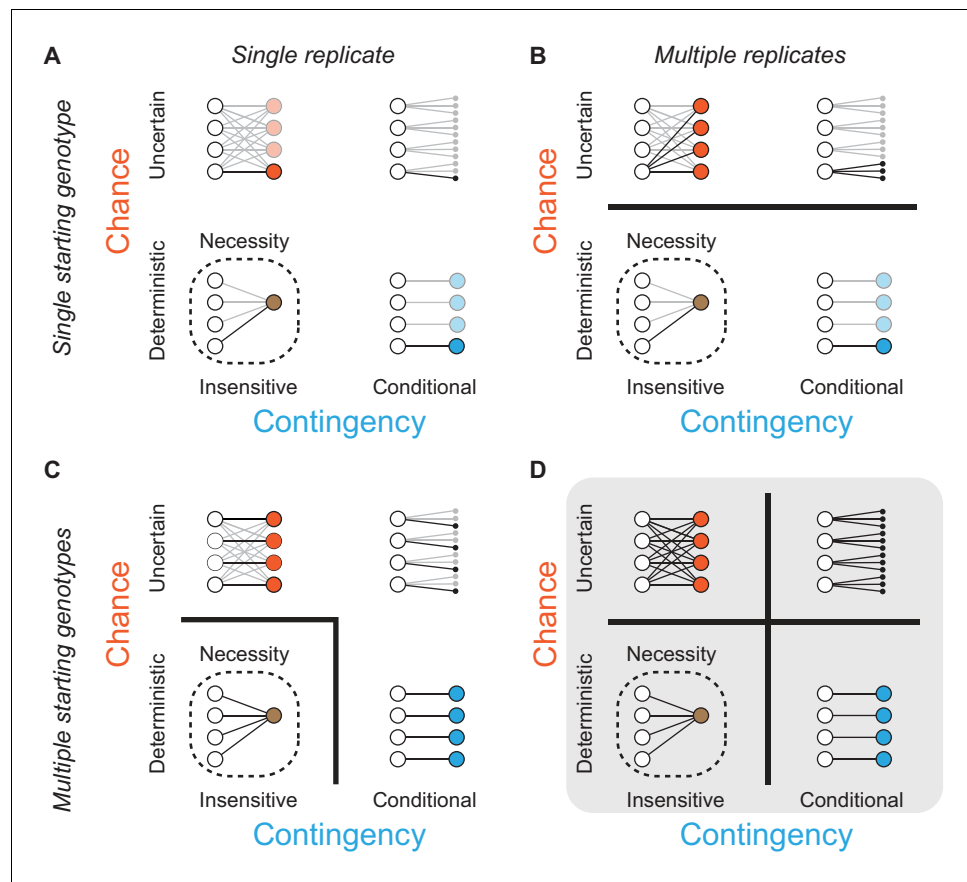 A
Single replicate
B
Multiple replicates
Single starting genotype
Chance
Uncertain
Deterministic
Necessity
Insensitive
Conditional
Contingency
Chance
Uncertain
Deterministic
Necessity
Insensitive
Conditional
Contingency
C
D
Multiple starting genotypes
Chance
Uncertain
Deterministic
Necessity
Insensitive
Conditional
Contingency
Chance
Uncertain
Deterministic
Necessity
Insensitive
Conditional
Contingency